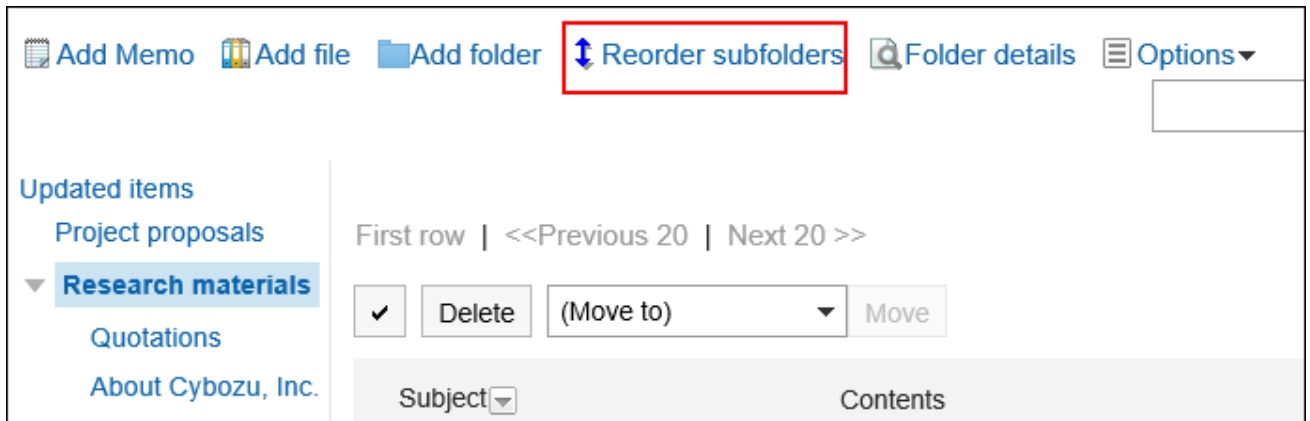 Add Memo Add file Add folder Reorder subfolders Folder details Options
Updated items
Project proposals
Research materials
Quotations
About Cybozu, Inc.
First row | <<Previous 20 | Next 20 >>
Delete (Move to) Move
Subject Contents